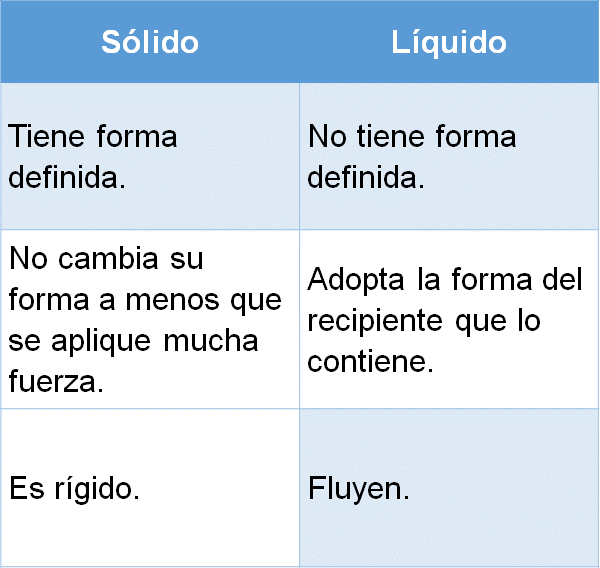 Sólido
Líquido
Tiene forma
definida.
No tiene forma
definida.
No cambia su
forma a menos que
se aplique mucha
fuerza.
Adopta la forma del
recipiente que lo
contiene.
Es rígido.
Fluyen.